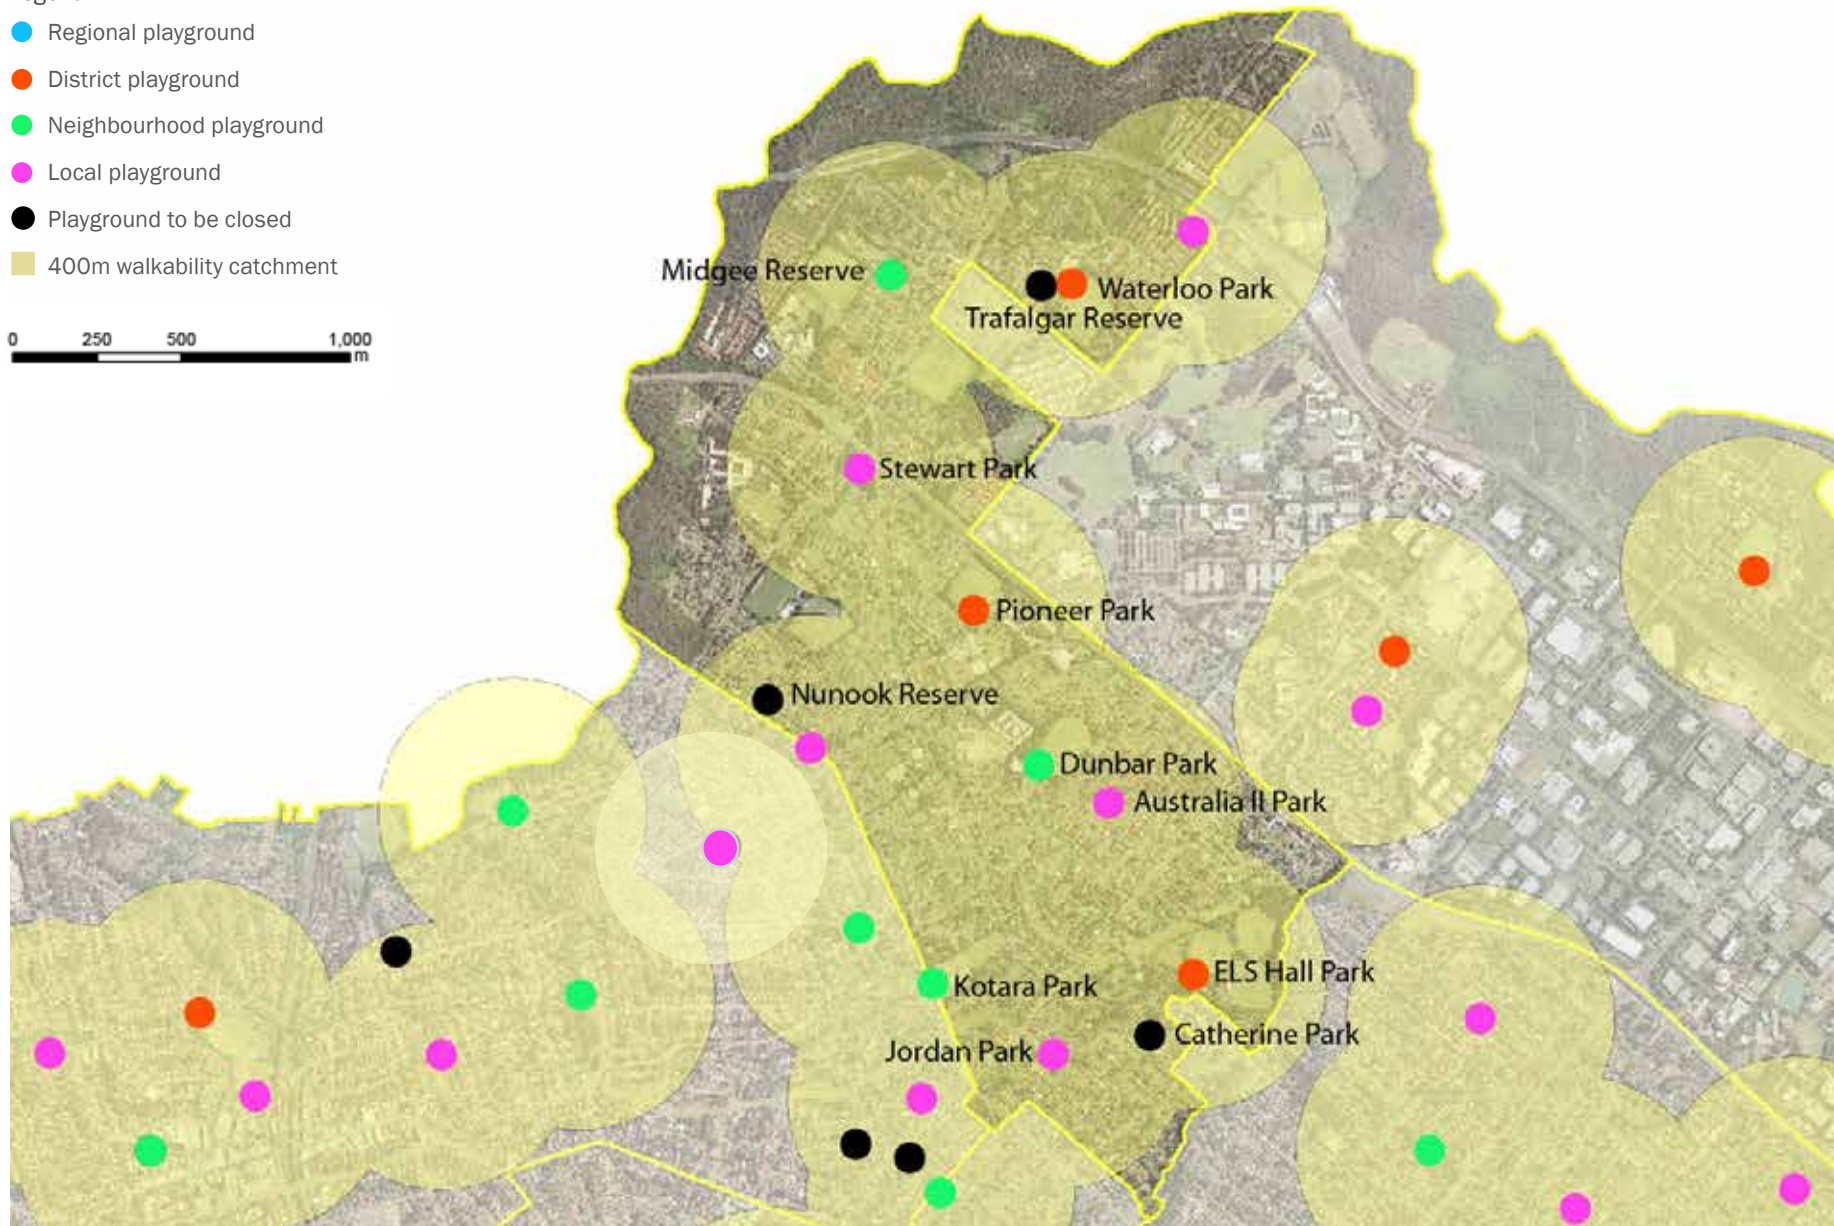 Regional playground
District playground
Neighbourhood playground
Local playground
Playground to be closed
400m walkability catchment
0 250 500 1,000
m
Midgee Reserve
Waterloo Park
Trafalgar Reserve
Stewart Park
Pioneer Park
Nunook Reserve
Dunbar Park
Australia II Park
ELS Hall Park
Kotara Park
Catherine Park
Jordan Park